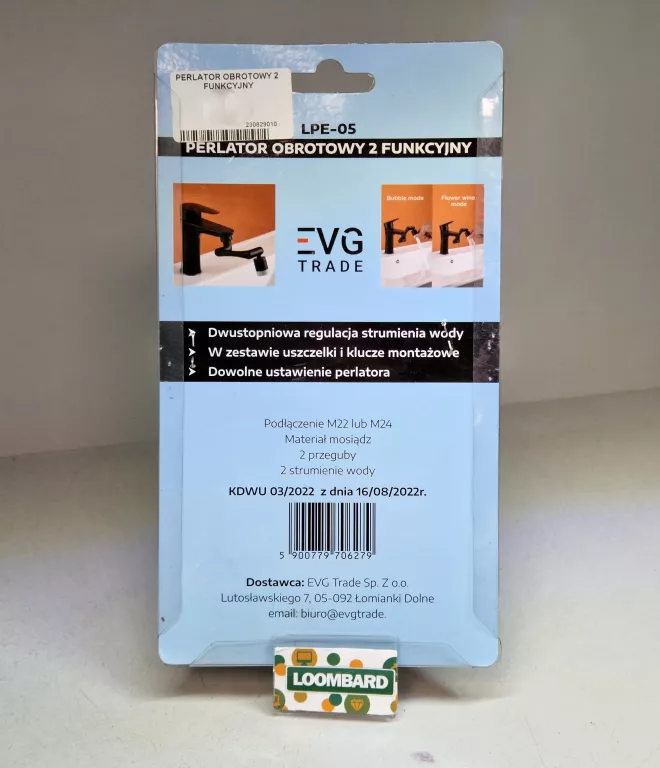 PERLATOR OBROTOWY 2
FUNKCYJNY
230829010
LPE-05
PERLATOR OBROTOWY 2 FUNKCYJNY
Bubble mode
Flower wine
mode
EVG
TRADE
Dwustopniowa regulacja strumienia wody
W zestawie uszczelki i klucze montażowe
Dowolne ustawienie perlatora
Podłączenie M22 lub M24
Materiał mosiądz
2 przeguby
2 strumienie wody
KDWU 03/2022 z dnia 16/08/2022r.
5 900779 706279
Dostawca: EVG Trade Sp. Z o.o.
Lutosławskiego 7, 05-092 Łomianki Dolne
email: biuro@evgtrade.
LOOMBARD